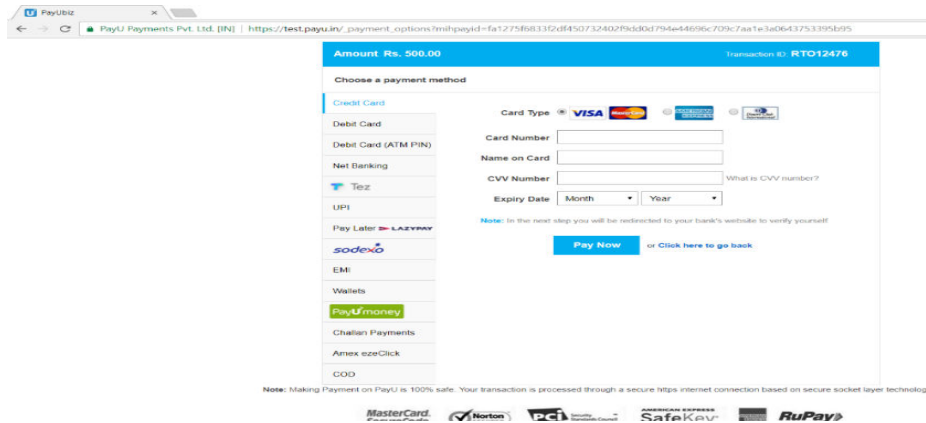 PayUbiz
PayU Payments Pvt. Ltd. [IN] | https://test.payu.in/_payment_options?mihpayid=fa1275f6833f2df450732402f9dd0d794e44696c709c7aa1e3a0643753395b95
Amount Rs. 500.00 Transaction ID: RTO12476
Choose a payment method
Credit Card
Debit Card
Debit Card (ATM PIN)
Net Banking
Tez
UPI
Pay Later LAZYPAY
sodexo
EMI
Wallets
PayUmoney
Challan Payments
Amex ezeClick
COD
Card Type VISA MasterCard
Card Number
Name on Card
CVV Number What is CVV number?
Expiry Date Month Year
Note: In the next step you will be redirected to your bank's website to verify yourself
Pay Now or Click here to go back
Note: Making Payment on PayU is 100% safe. Your transaction is processed through a secure https internet connection based on secure socket layer technolog
MasterCard. SecureCode Norton PCI Security Standards Council AMERICAN EXPRESS SafeKey RuPay